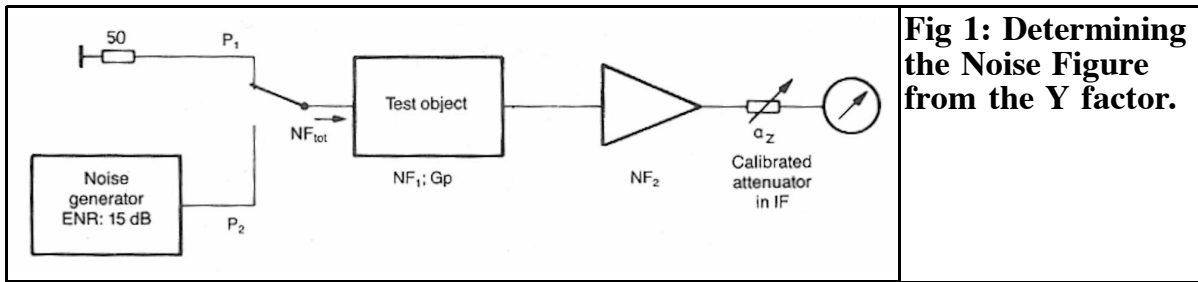 50
P1
NFtot
Test object
NF1; Gp
NF2
az
Calibrated
attenuator
in IF
Noise
generator
ENR: 15 dB
P2
Fig 1: Determining
the Noise Figure
from the Y factor.